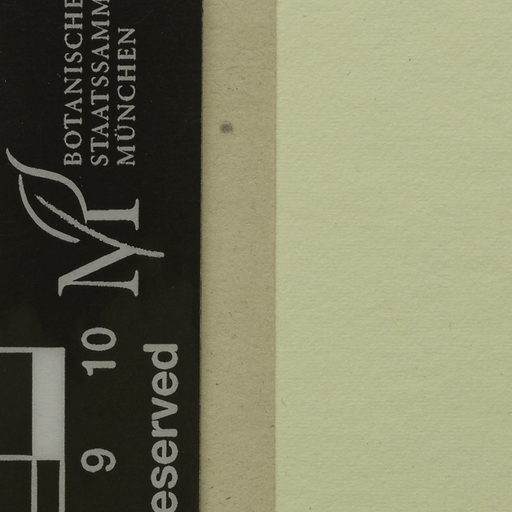 BOTANISCHE
STAATSSAMM
MÜNCHEN
M
9 10
eserved